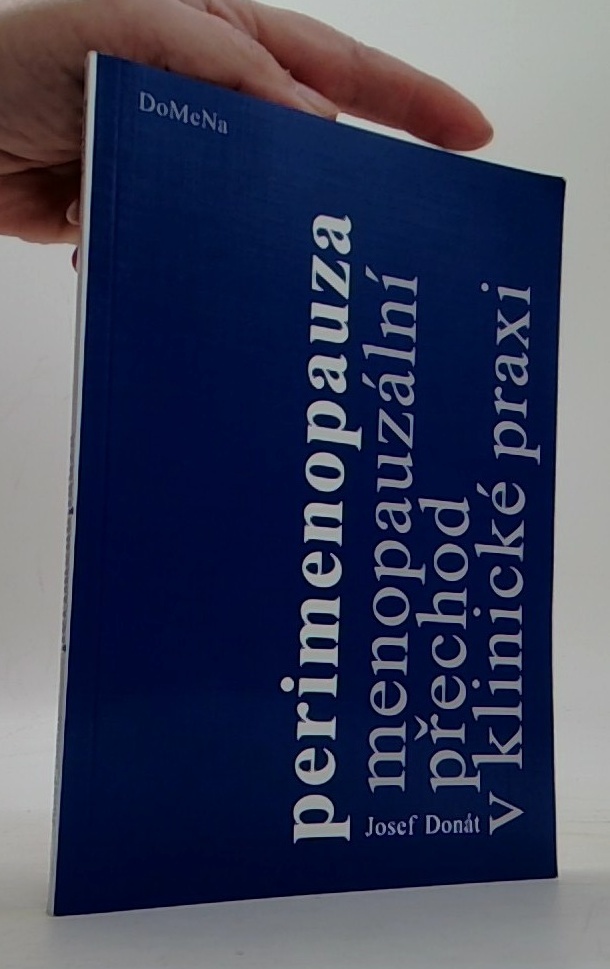 DoMeNa
perimenopauza
menopauzální
přechod
v klinické praxi
Josef Donát